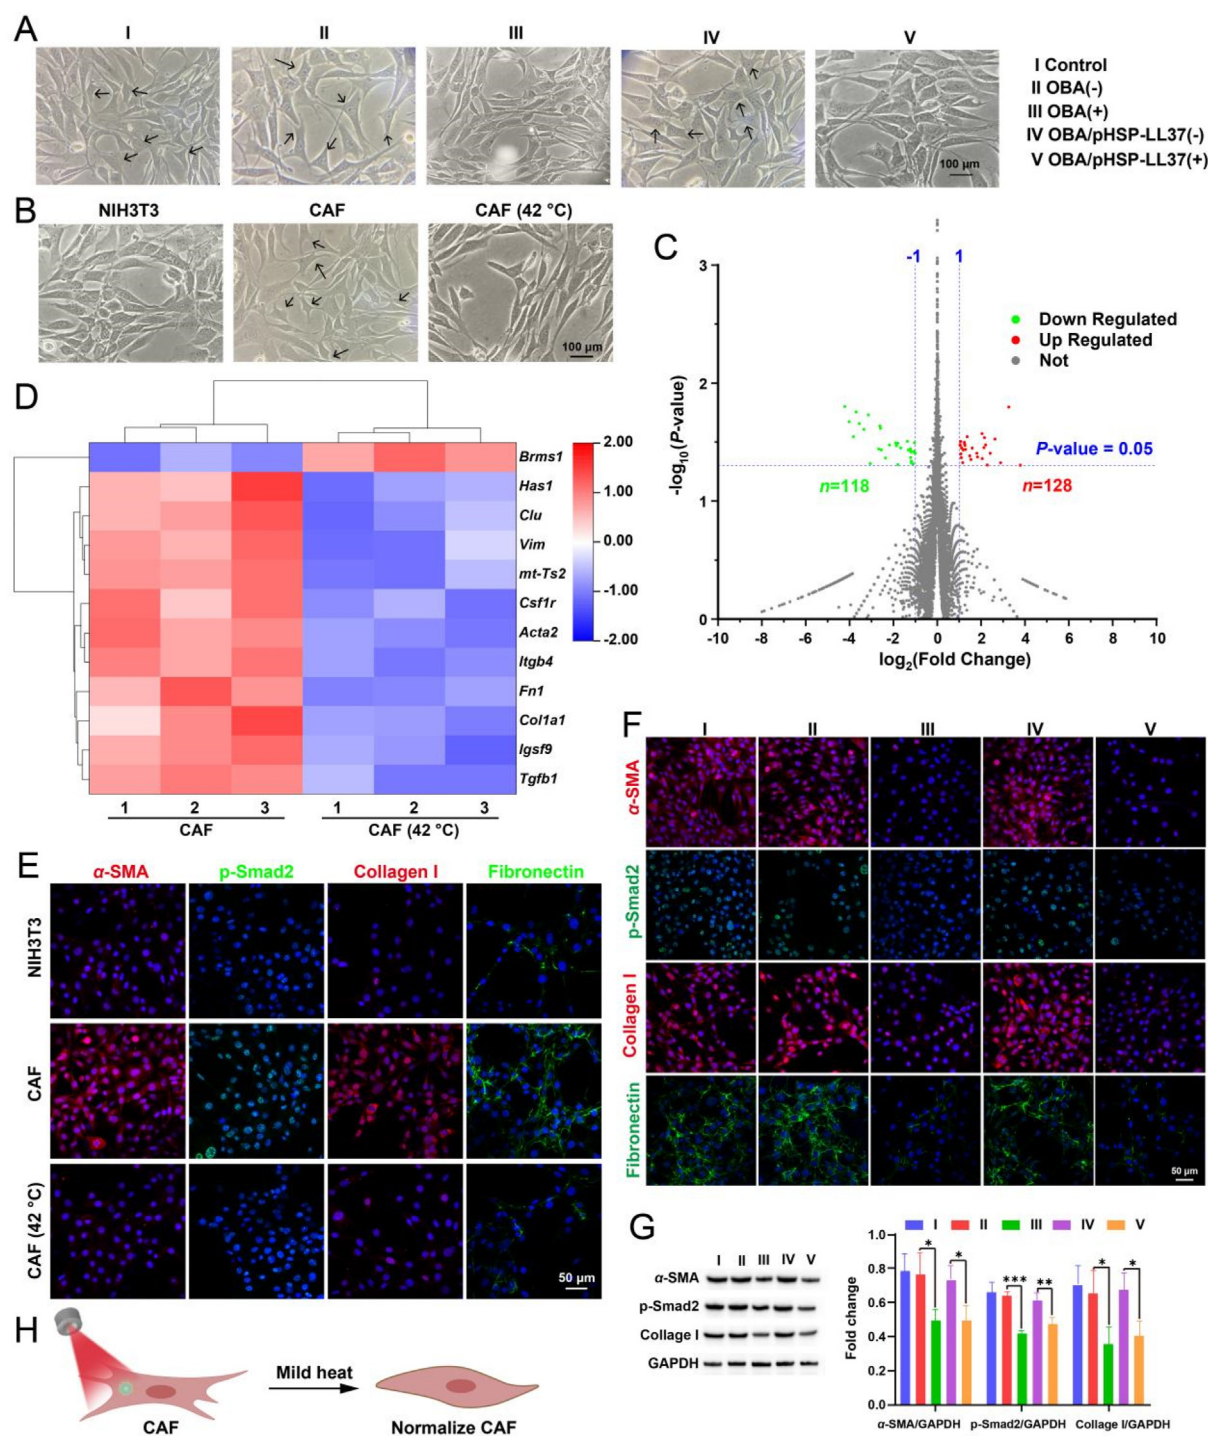 A
I II III IV V
I Control
II OBA(-)
III OBA(+)
IV OBA/pHSP-LL37(-)
V OBA/pHSP-LL37(+)
100 μm
B
NIH3T3 CAF CAF (42 °C)
100 μm
C
-1 1
3
2
1
0
-log10(P-value)
Down Regulated
Up Regulated
Not
P-value = 0.05
n=118 n=128
-10 -8 -6 -4 -2 0 2 4 6 8 10
log2(Fold Change)
D
2.00
1.00
0.00
-1.00
-2.00
Brms1
Has1
Clu
Vim
mt-Ts2
Csf1r
Acta2
Itgb4
Fn1
Col1a1
Igsf9
Tgfb1
1 2 3 1 2 3
CAF CAF (42 °C)
E
α-SMA p-Smad2 Collagen I Fibronectin
NIH3T3
CAF
CAF (42 °C)
50 μm
F
I II III IV V
α-SMA
p-Smad2
Collagen I
Fibronectin
50 μm
G
I II III IV V
α-SMA
p-Smad2
Collage I
GAPDH
I II III IV V
Fold change
1.0
0.8
0.6
0.4
0.2
0.0
* * *** ** * *
α-SMA/GAPDH p-Smad2/GAPDH Collage I/GAPDH
H
Mild heat
CAF Normalize CAF